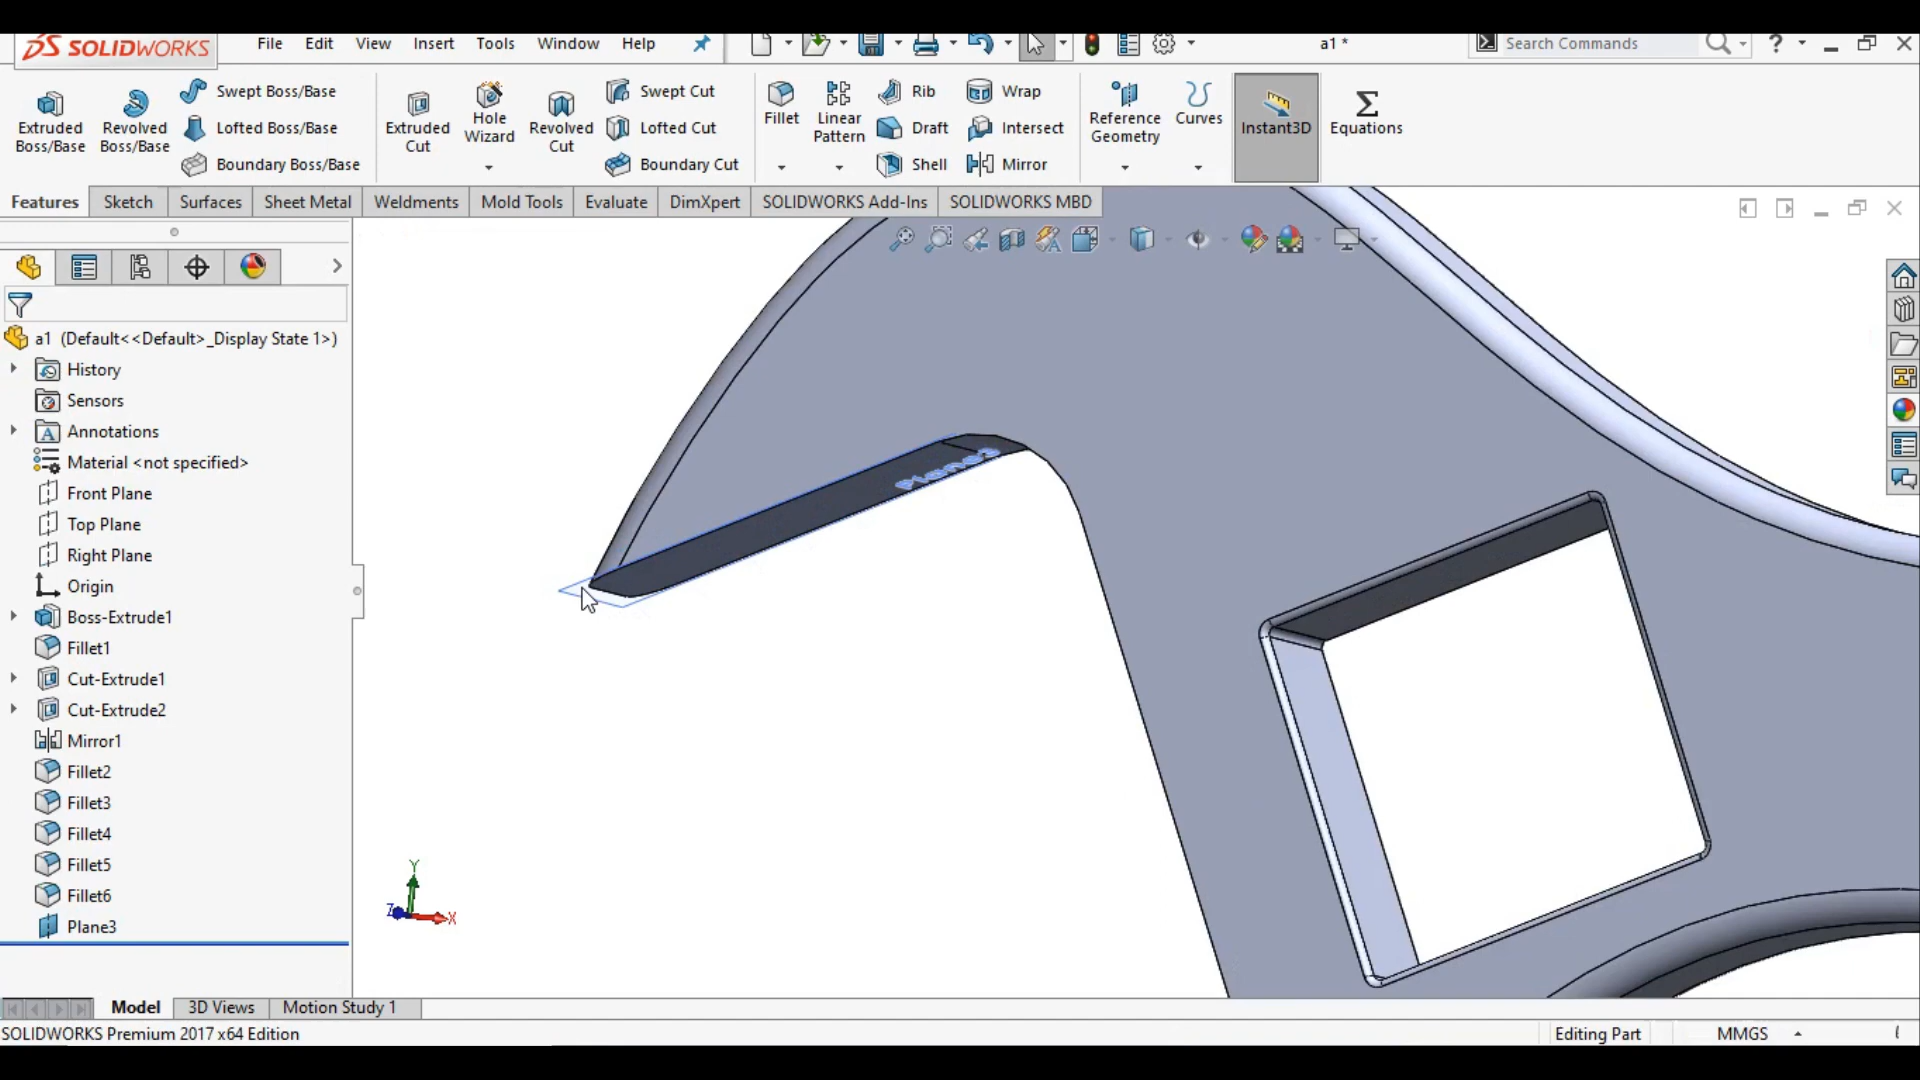 SOLIDWORKS File Edit View Insert Tools Window Help a1 * Search Commands ?
Extruded Boss/Base
Revolved Boss/Base
Swept Boss/Base
Lofted Boss/Base
Boundary Boss/Base
Extruded Cut
Hole Wizard
Revolved Cut
Swept Cut
Lofted Cut
Boundary Cut
Fillet
Linear Pattern
Rib
Draft
Shell
Wrap
Intersect
Mirror
Reference Geometry
Curves
Instant3D
Equations
Features Sketch Surfaces Sheet Metal Weldments Mold Tools Evaluate DimXpert SOLIDWORKS Add-Ins SOLIDWORKS MBD
a1 (Default<<Default>_Display State 1>)
History
Sensors
Annotations
Material <not specified>
Front Plane
Top Plane
Right Plane
Origin
Boss-Extrude1
Fillet1
Cut-Extrude1
Cut-Extrude2
Mirror1
Fillet2
Fillet3
Fillet4
Fillet5
Fillet6
Plane3
Plane3
Y
Z
X
Model 3D Views Motion Study 1
SOLIDWORKS Premium 2017 x64 Edition Editing Part MMGS